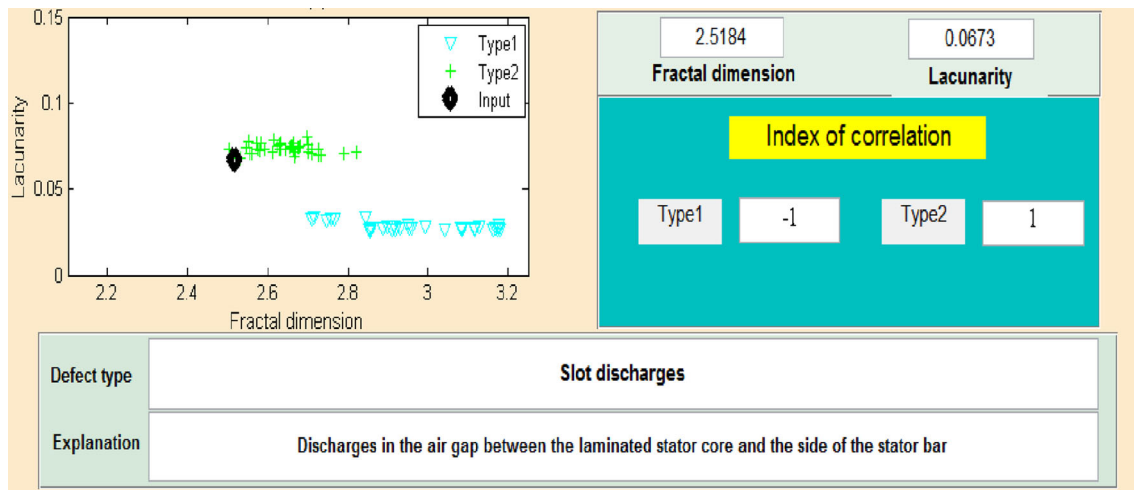 0.15
0.1
0.05
0
Lacunarity
2.2 2.4 2.6 2.8 3 3.2
Fractal dimension
Type1
Type2
Input
2.5184
Fractal dimension
0.0673
Lacunarity
Index of correlation
Type1 -1 Type2 1
Defect type Slot discharges
Explanation Discharges in the air gap between the laminated stator core and the side of the stator bar